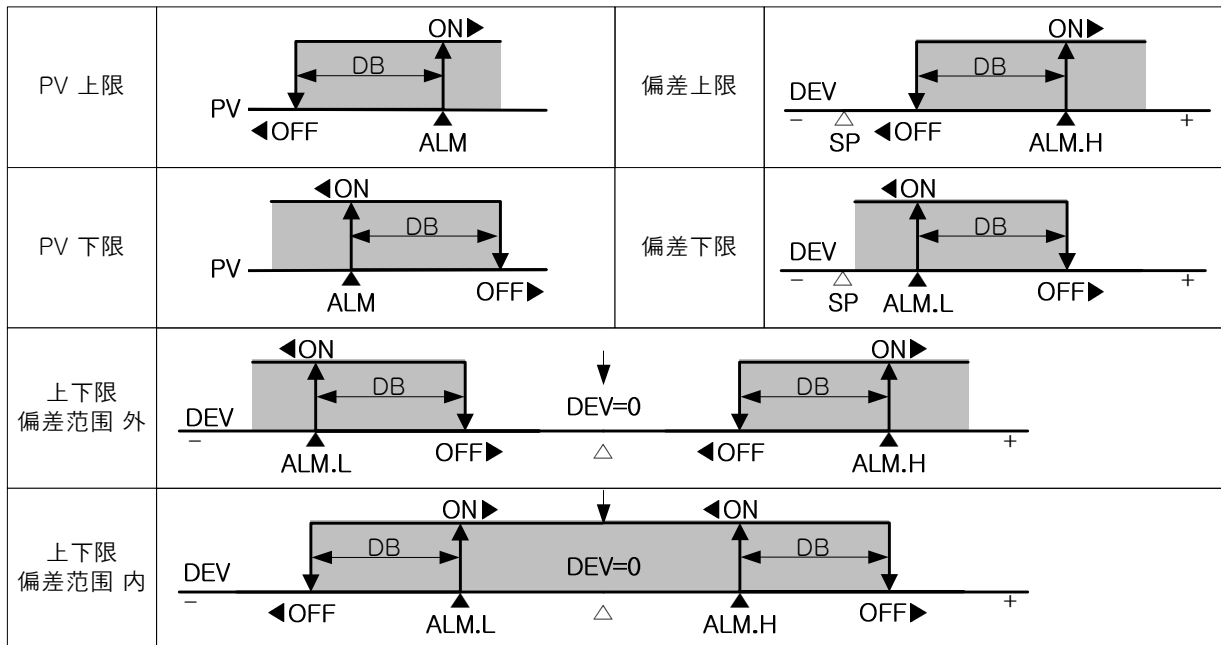 PV 上限
ON▶
DB
PV
◀OFF
ALM
偏差上限
ON▶
DB
DEV
−
△
SP
◀OFF
ALM.H
+
PV 下限
◀ON
DB
PV
ALM
OFF▶
偏差下限
◀ON
DB
DEV
−
△
SP
ALM.L
OFF▶
+
上下限
偏差范围 外
◀ON
DB
DEV
−
ALM.L
OFF▶
DEV=0
△
ON▶
DB
◀OFF
ALM.H
+
上下限
偏差范围 内
ON▶
DB
DEV
−
◀OFF
ALM.L
DEV=0
△
◀ON
DB
ALM.H
OFF▶
+